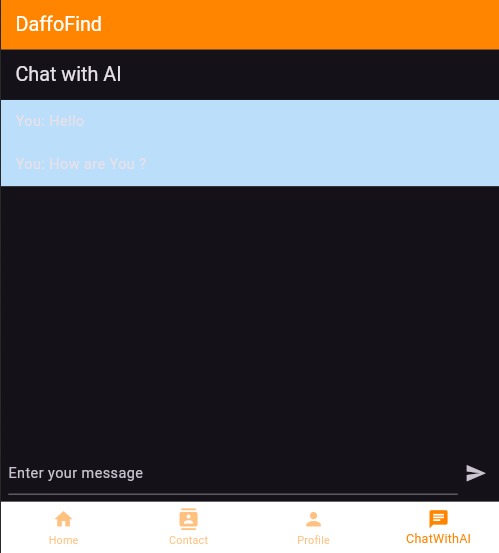 DaffoFind
Chat with AI
You: Hello
You: How are You ?
Enter your message
Home
Contact
Profile
ChatWithAI